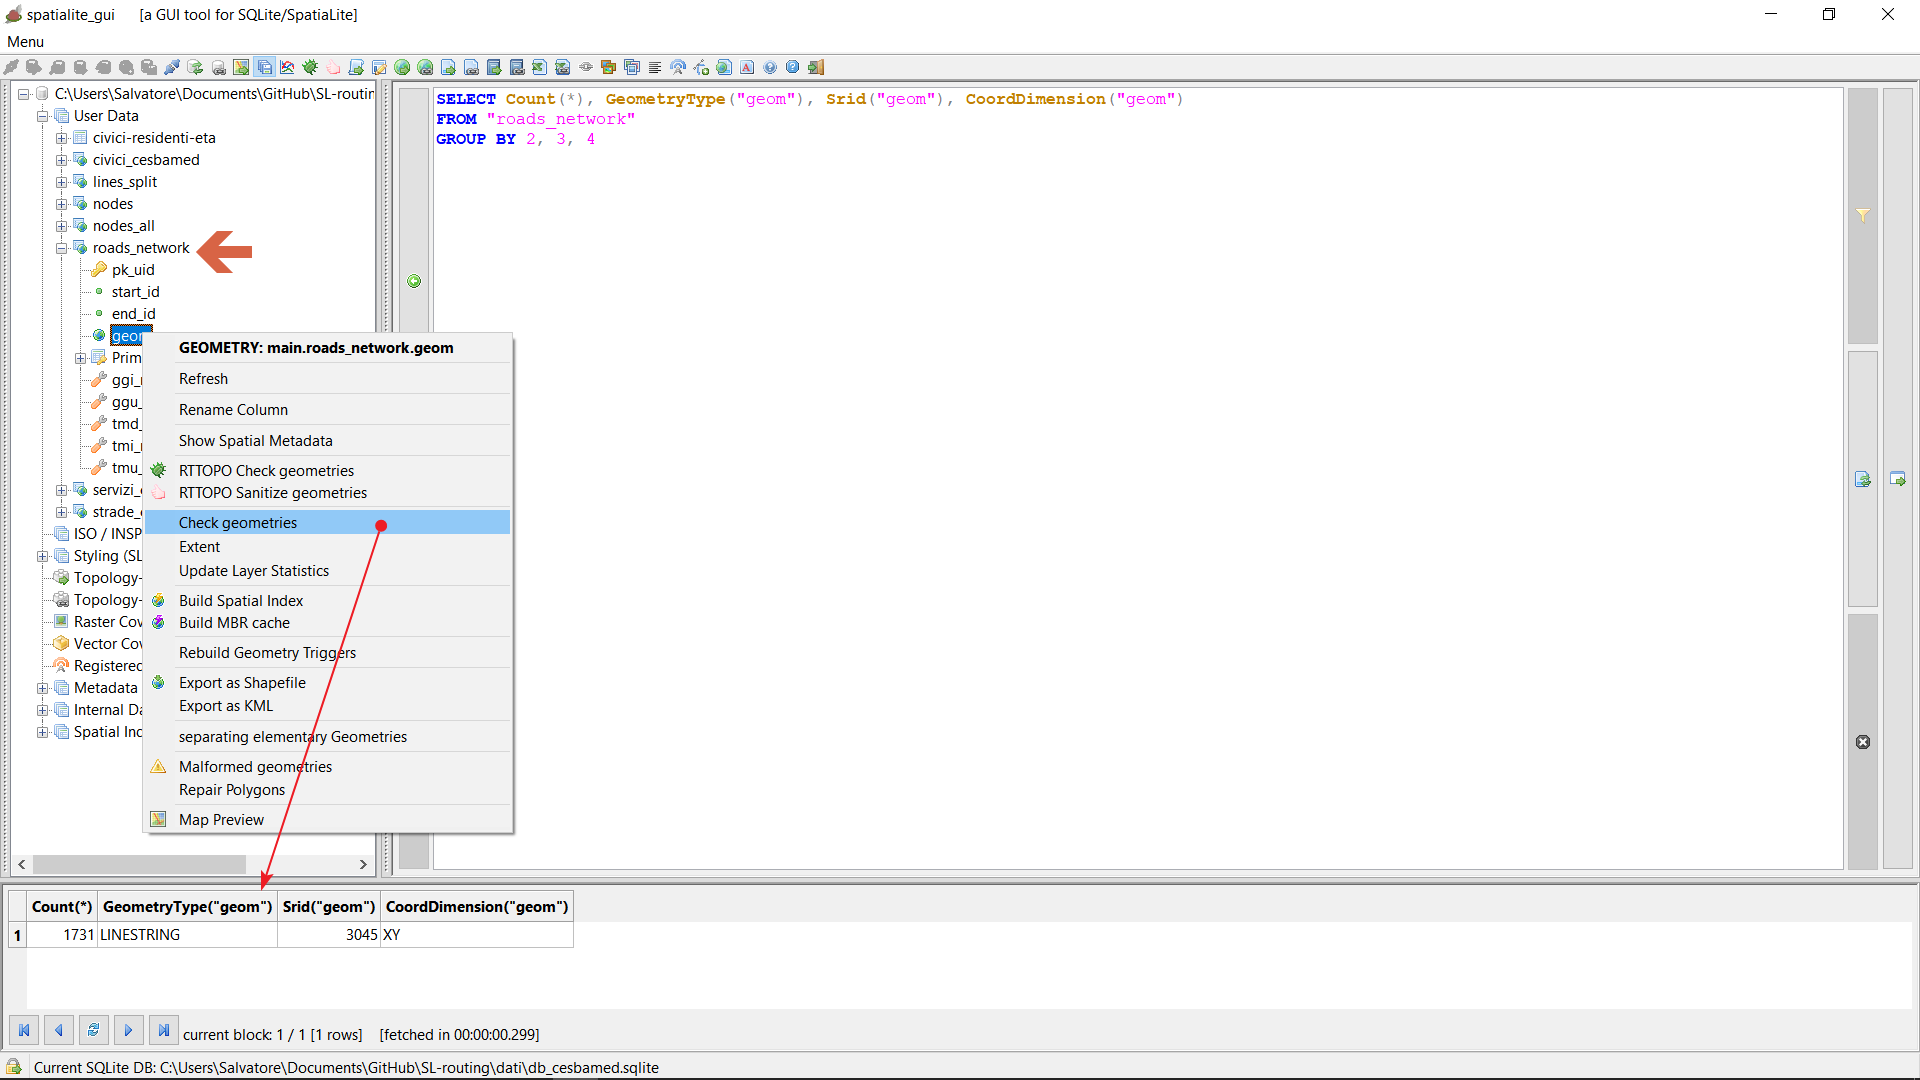 spatialite_gui [a GUI tool for SQLite/SpatiaLite]
Menu
C:\Users\Salvatore\Documents\GitHub\SL-routin
User Data
civici-residenti-eta
civici_cesbamed
lines_split
nodes
nodes_all
roads_network
pk_uid
start_id
end_id
geom
Prim
ggi_
ggu_
tmd_
tmi_
tmu_
servizi_
strade_
ISO / INSP
Styling (SL
Topology-
Topology-
Raster Cov
Vector Cov
Registered
Metadata
Internal Da
Spatial Inc
GEOMETRY: main.roads_network.geom
Refresh
Rename Column
Show Spatial Metadata
RTTOPO Check geometries
RTTOPO Sanitize geometries
Check geometries
Extent
Update Layer Statistics
Build Spatial Index
Build MBR cache
Rebuild Geometry Triggers
Export as Shapefile
Export as KML
separating elementary Geometries
Malformed geometries
Repair Polygons
Map Preview
SELECT Count(*), GeometryType("geom"), Srid("geom"), CoordDimension("geom")
FROM "roads_network"
GROUP BY 2, 3, 4
Count(*) GeometryType("geom") Srid("geom") CoordDimension("geom")
1 1731 LINESTRING 3045 XY
current block: 1 / 1 [1 rows] [fetched in 00:00:00.299]
Current SQLite DB: C:\Users\Salvatore\Documents\GitHub\SL-routing\dati\db_cesbamed.sqlite